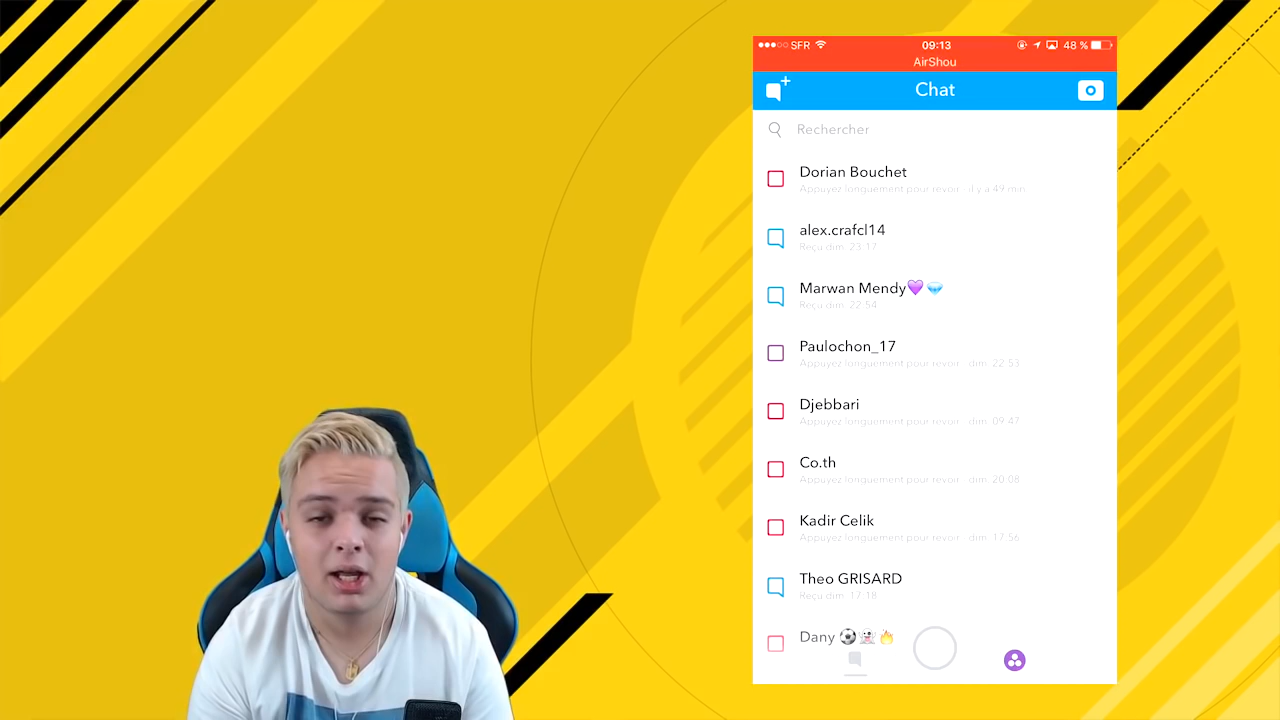 SFR 09:13 48 %
AirShou
Chat
Rechercher
Dorian Bouchet
Appuyez longuement pour revoir · il y a 49 min
alex.crafcl14
Reçu dim. 23:17
Marwan Mendy💜💎
Reçu dim. 22:54
Paulochon_17
Appuyez longuement pour revoir · dim. 22:53
Djebbari
Appuyez longuement pour revoir · dim. 09:47
Co.th
Appuyez longuement pour revoir · dim. 20:08
Kadir Celik
Appuyez longuement pour revoir · dim. 17:56
Theo GRISARD
Reçu dim. 17:18
Dany ⚽👻🔥